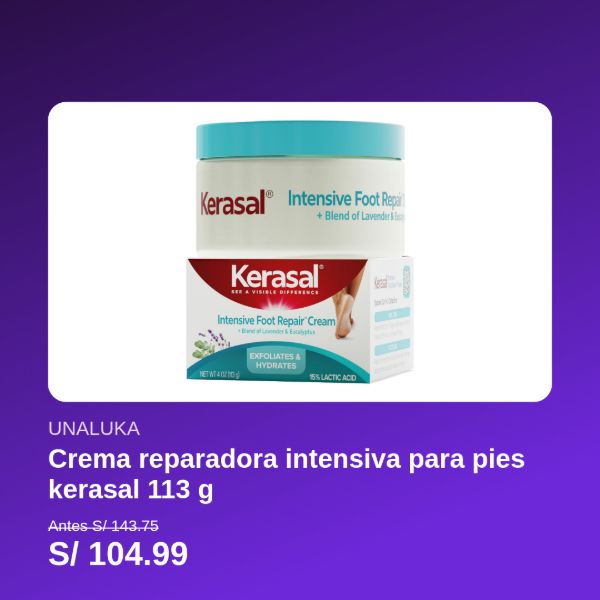 Kerasal®
Intensive Foot Repair
+ Blend of Lavender &
Kerasal®
SEE A VISIBLE DIFFERENCE
Intensive Foot Repair Cream
+ Blend of Lavender & Eucalyptus
EXFOLIATES &
HYDRATES
NET WT 4 OZ (113 g)
15% LACTIC ACID
Kerasal
UNALUKA
Crema reparadora intensiva para pies
kerasal 113 g
Antes S/ 143.75
S/ 104.99